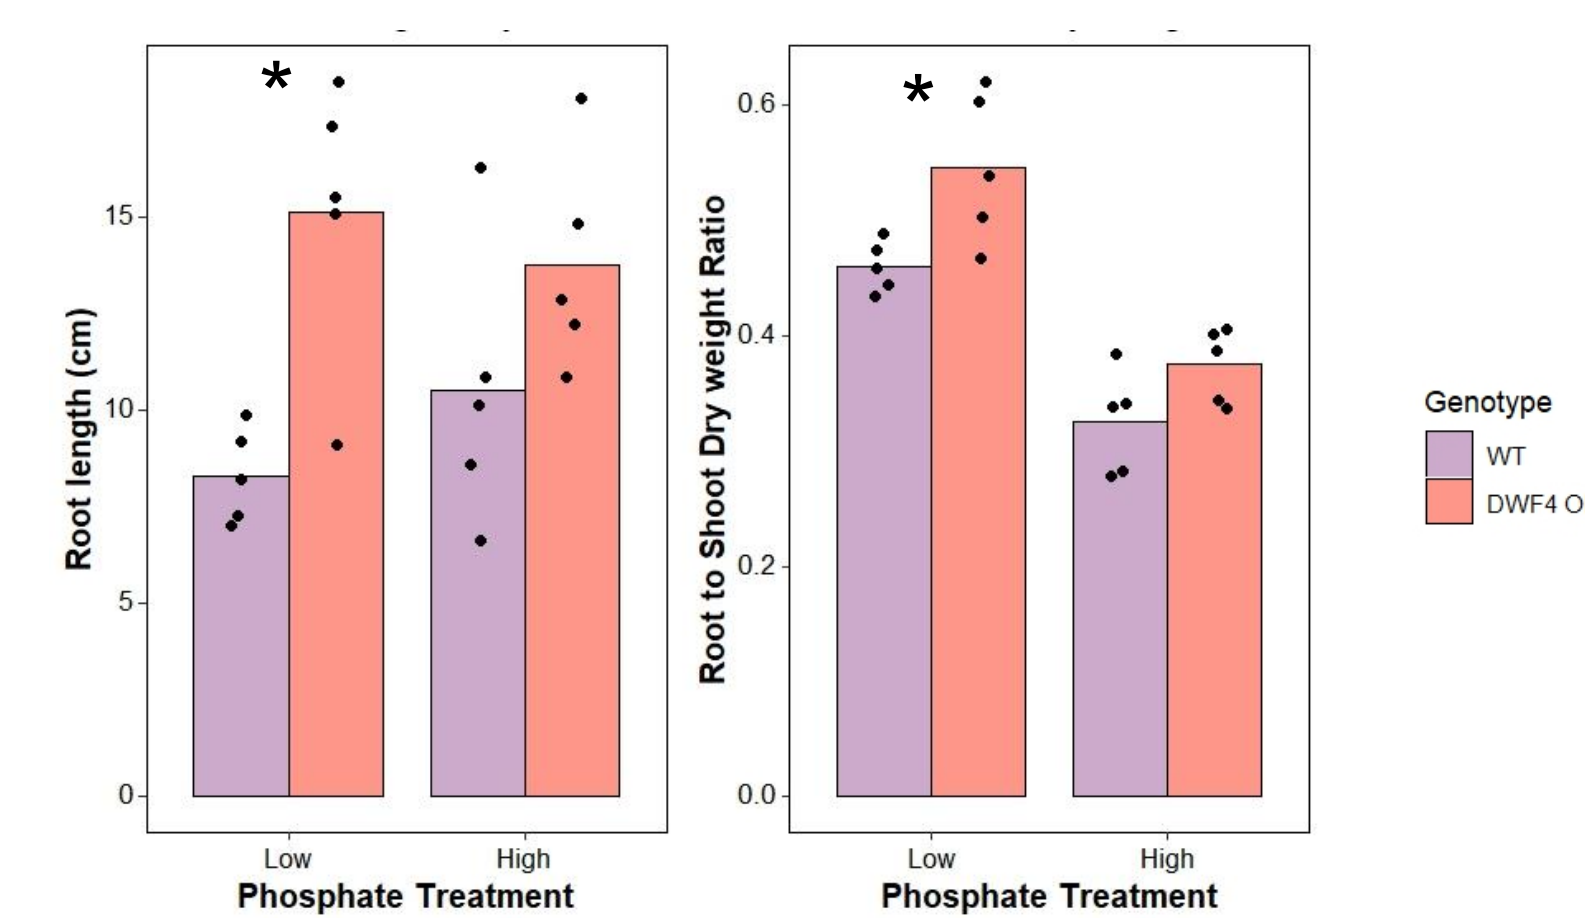 *
*
15
10
5
0
Root length (cm)
Low
High
Phosphate Treatment
0.6
0.4
0.2
0.0
Root to Shoot Dry weight Ratio
Low
High
Phosphate Treatment
Genotype
WT
DWF4 O